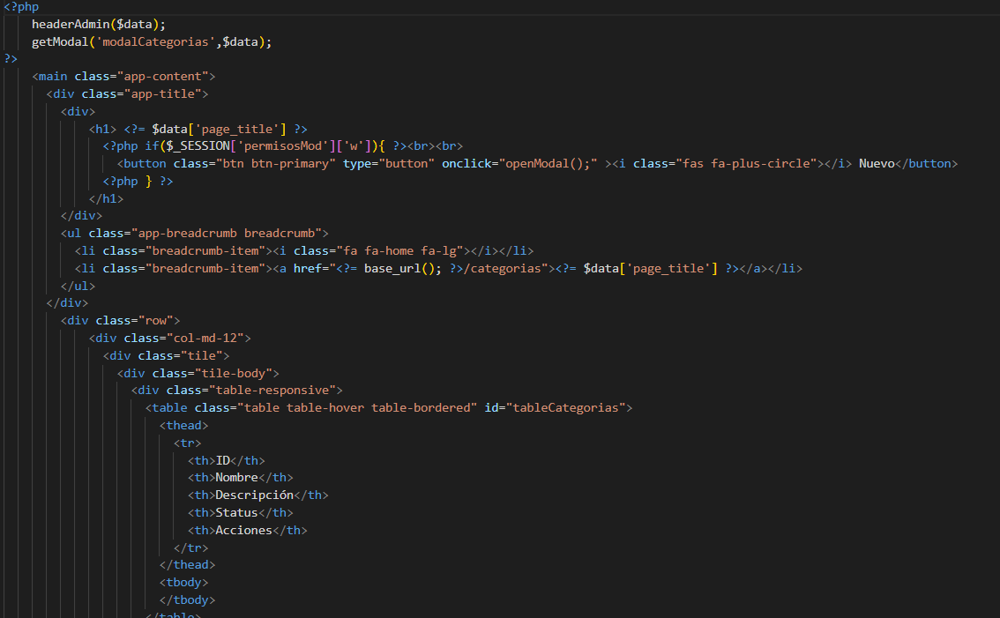 <?php
headerAdmin($data);
getModal('modalCategorias',$data);
?>
<main class="app-content">
<div class="app-title">
<div>
<h1> <?= $data['page_title'] ?>
<?php if($_SESSION['permisosMod']['w']){ ?><br><br>
<button class="btn btn-primary" type="button" onclick="openModal();" ><i class="fas fa-plus-circle"></i> Nuevo</button>
<?php } ?>
</h1>
</div>
<ul class="app-breadcrumb breadcrumb">
<li class="breadcrumb-item"><i class="fa fa-home fa-lg"></i></li>
<li class="breadcrumb-item"><a href="<?= base_url(); ?>/categorias"><?= $data['page_title'] ?></a></li>
</ul>
</div>
<div class="row">
<div class="col-md-12">
<div class="tile">
<div class="tile-body">
<div class="table-responsive">
<table class="table table-hover table-bordered" id="tableCategorias">
<thead>
<tr>
<th>ID</th>
<th>Nombre</th>
<th>Descripción</th>
<th>Status</th>
<th>Acciones</th>
</tr>
</thead>
<tbody>
</tbody>
</table>